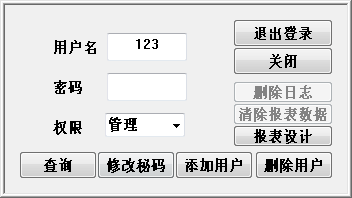 用户名 123
密码
权限 管理
退出登录
关闭
删除日志
清除报表数据
报表设计
查询 修改秘码 添加用户 删除用户